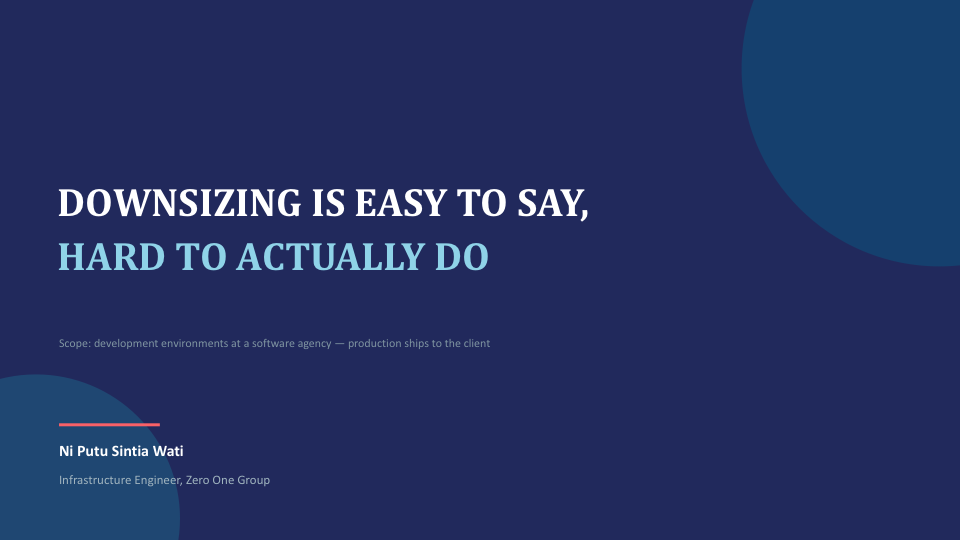 DOWNSIZING IS EASY TO SAY,
HARD TO ACTUALLY DO
Scope: development environments at a software agency — production ships to the client
Ni Putu Sintia Wati
Infrastructure Engineer, Zero One Group